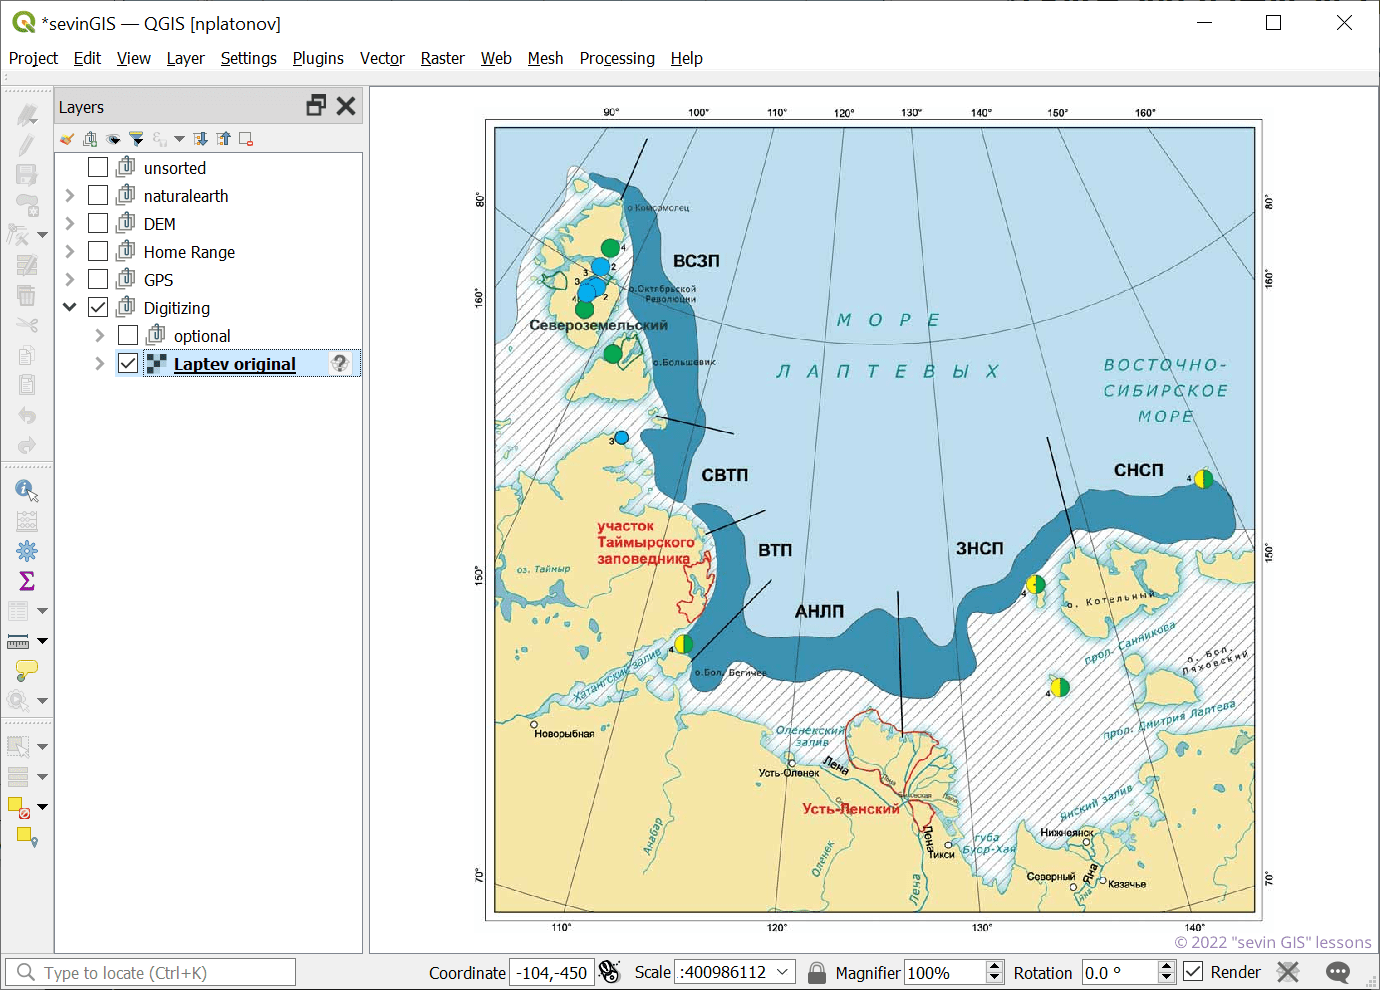 *sevinGIS — QGIS [nplatonov]
Project Edit View Layer Settings Plugins Vector Raster Web Mesh Processing Help
Layers
unsorted
naturalearth
DEM
Home Range
GPS
Digitizing
optional
Laptev original
90° 100° 110° 120° 130° 140° 150° 160°
80° 80°
о.Комсомолец
4
ВСЗП
2
3
3
160° 160°
о.Октябрьской
Революции
4 2
Североземельский
МОРЕ
ЛАПТЕВЫХ
о.Большевик
ВОСТОЧНО-
СИБИРСКОЕ
МОРЕ
3
СВТП
СНСП
4
участок
Таймырского
заповедника
ВТП
ЗНСП
150° 150°
оз. Таймыр
4
о. Котельный
АНЛП
прол. Санникова
4
Хатангский залив
о.Бол. Бегичев
о. Бол.
Ляховский
4
прол. Дмитрия Лаптева
Новорыбная
Оленёкский
залив
Усть-Оленек
Лена
Усть-Ленский
Янский залив
Анабар
Оленек
Лена
Тикси
губа
Буор-Хая
Нижнеянск
Яна
Северный
Казачье
Яна
Лена
70° 70°
110° 120° 130° 140°
© 2022 "sevin GIS" lessons
Type to locate (Ctrl+K) Coordinate -104,-450 Scale :400986112 Magnifier 100% Rotation 0.0 ° Render